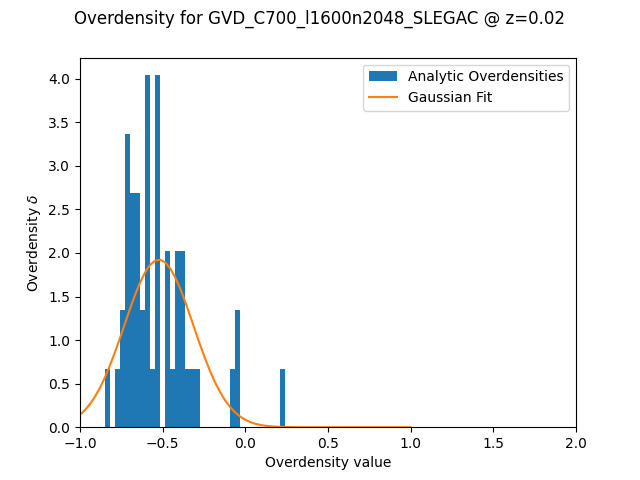 Overdensity for GVD_C700_l1600n2048_SLEGAC @ z=0.02
Analytic Overdensities
Gaussian Fit
Overdensity δ
4.0
3.5
3.0
2.5
2.0
1.5
1.0
0.5
0.0
−1.0 −0.5 0.0 0.5 1.0 1.5 2.0
Overdensity value